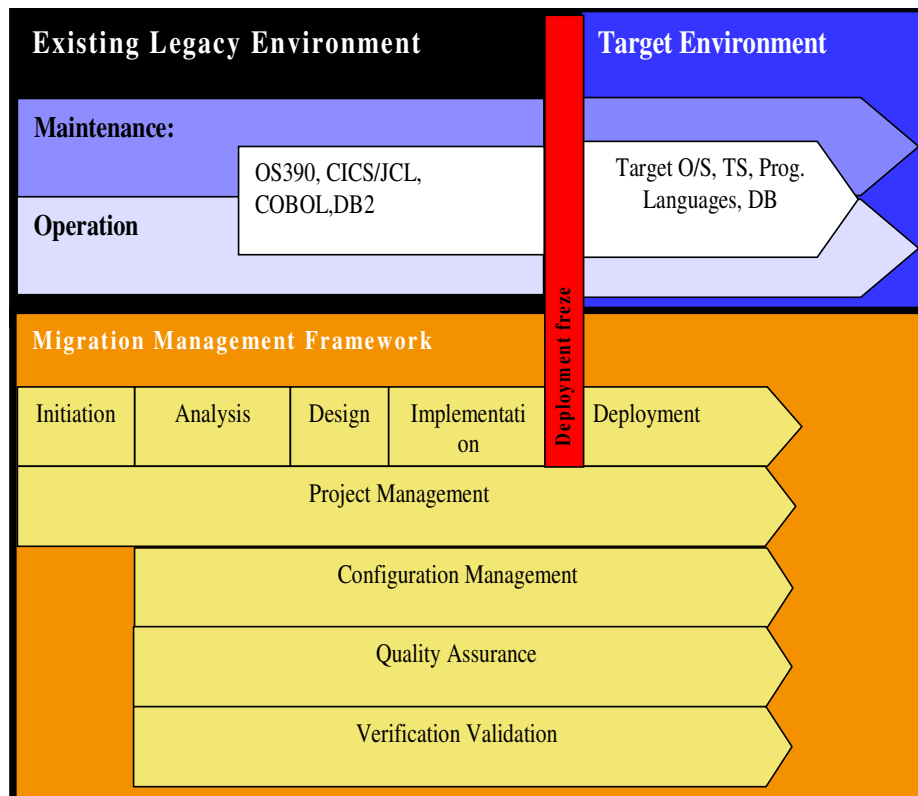 Existing Legacy Environment
Target Environment
Maintenance:
OS390, CICS/JCL,
COBOL,DB2
Target O/S, TS, Prog.
Languages, DB
Operation
Deployment freze
Migration Management Framework
Initiation
Analysis
Design
Implementati
on
Deployment
Project Management
Configuration Management
Quality Assurance
Verification Validation